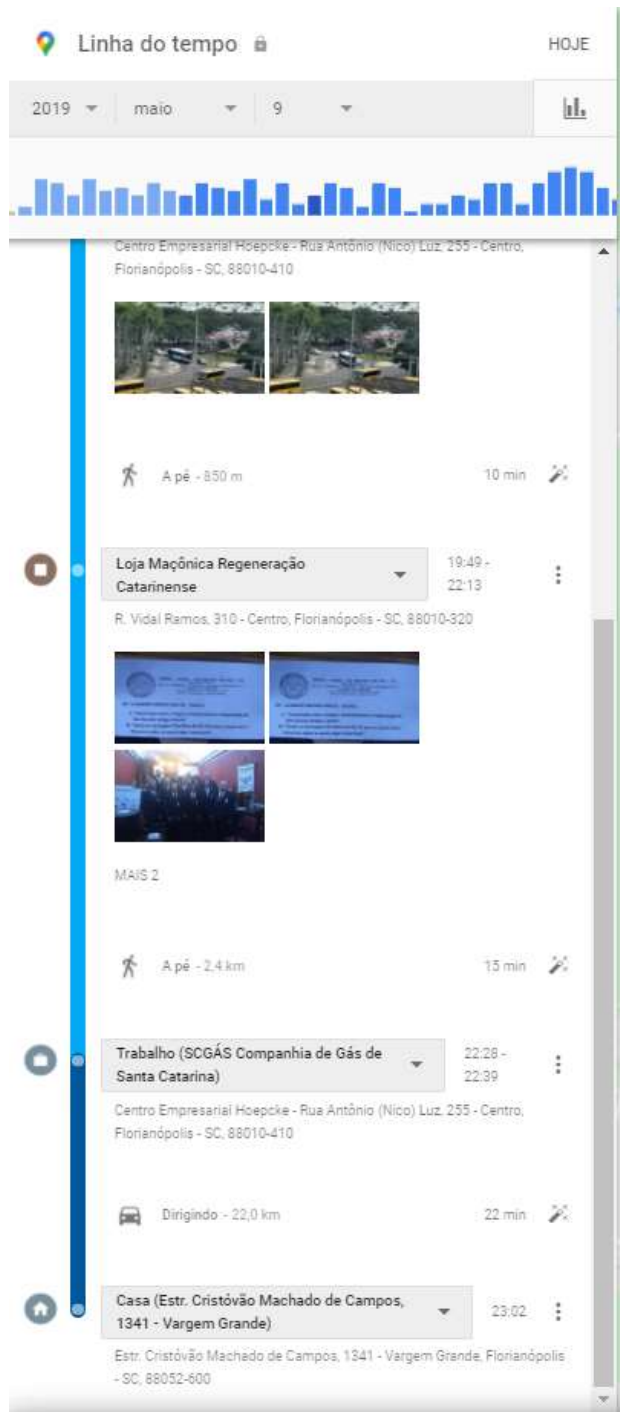 Linha do tempo
HOJE
2019
maio
9
Centro Empresarial Hoepcke - Rua Antônio (Nico) Luz, 255 - Centro,
Florianópolis - SC, 88010-410
A pé - 850 m
10 min
Loja Maçônica Regeneração
Catarinense
19:49 -
22:13
R. Vidal Ramos, 310 - Centro, Florianópolis - SC, 88010-320
MAIS 2
A pé - 2,4 km
15 min
Trabalho (SCGÁS Companhia de Gás de
Santa Catarina)
22:28 -
22:39
Centro Empresarial Hoepcke - Rua Antônio (Nico) Luz, 255 - Centro,
Florianópolis - SC, 88010-410
Dirigindo - 22,0 km
22 min
Casa (Estr. Cristóvão Machado de Campos,
1341 - Vargem Grande)
23:02
Estr. Cristóvão Machado de Campos, 1341 - Vargem Grande, Florianópolis
- SC, 88052-600